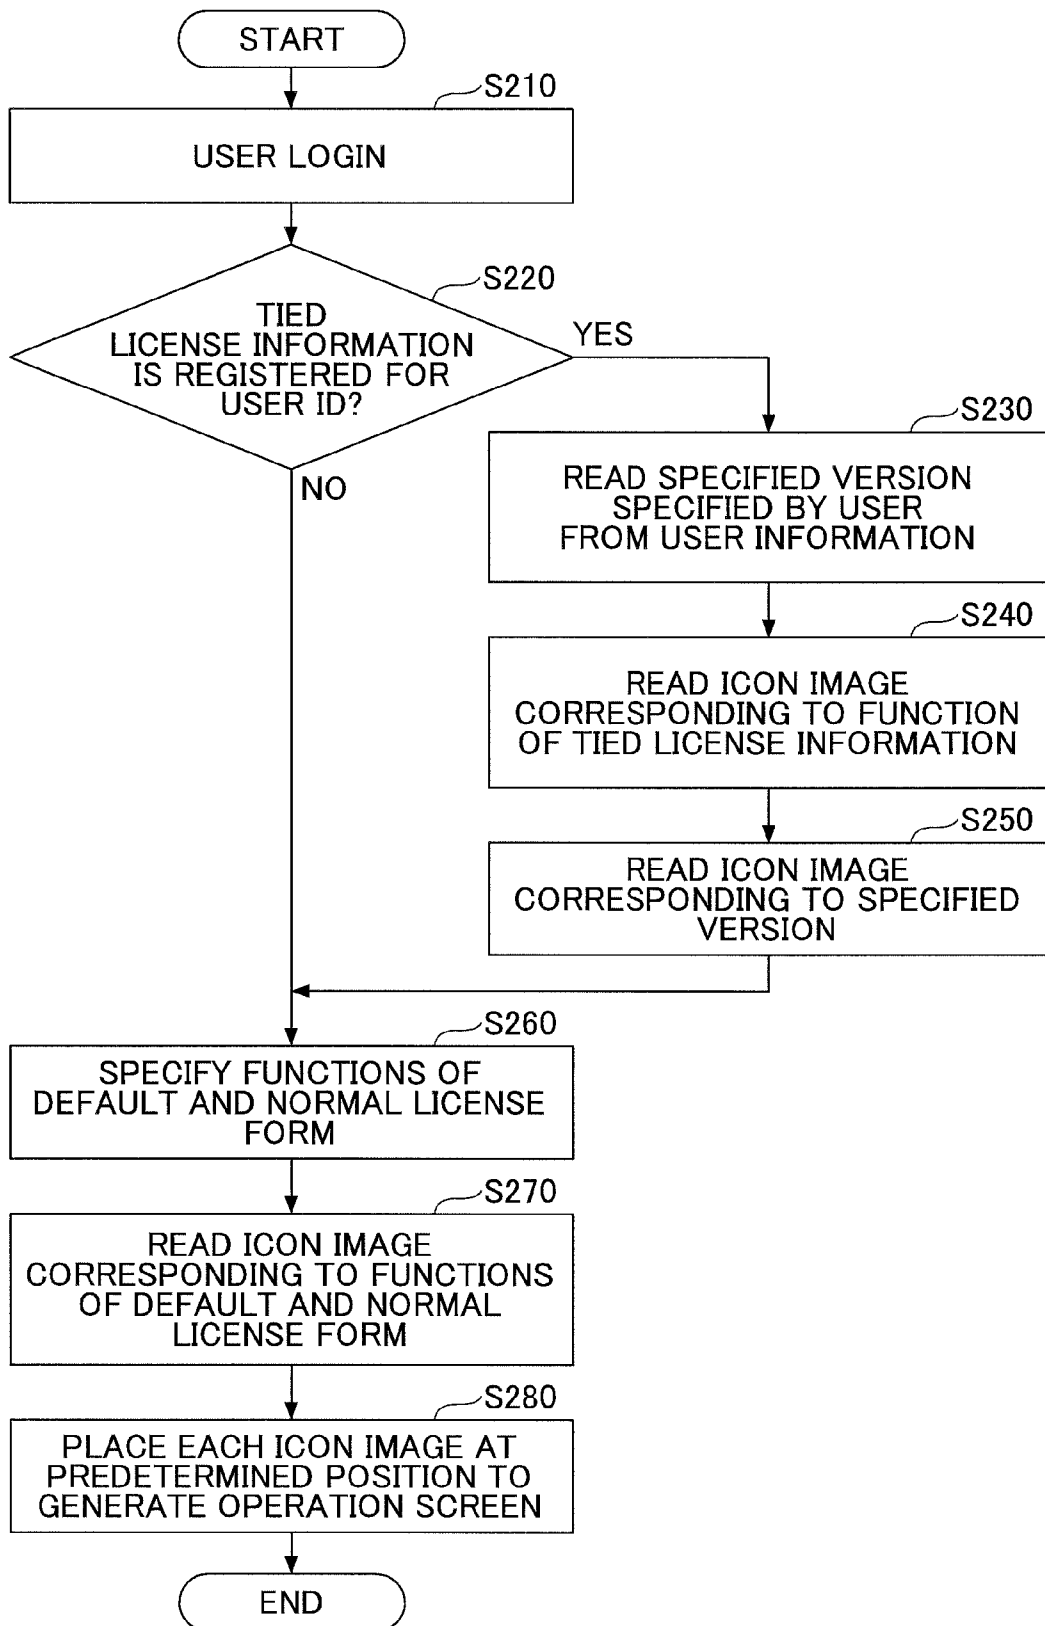 START
S210
USER LOGIN
S220
TIED
LICENSE INFORMATION
IS REGISTERED FOR
USER ID?
YES
NO
S230
READ SPECIFIED VERSION
SPECIFIED BY USER
FROM USER INFORMATION
S240
READ ICON IMAGE
CORRESPONDING TO FUNCTION
OF TIED LICENSE INFORMATION
S250
READ ICON IMAGE
CORRESPONDING TO SPECIFIED
VERSION
S260
SPECIFY FUNCTIONS OF
DEFAULT AND NORMAL LICENSE
FORM
S270
READ ICON IMAGE
CORRESPONDING TO FUNCTIONS
OF DEFAULT AND NORMAL
LICENSE FORM
S280
PLACE EACH ICON IMAGE AT
PREDETERMINED POSITION TO
GENERATE OPERATION SCREEN
END